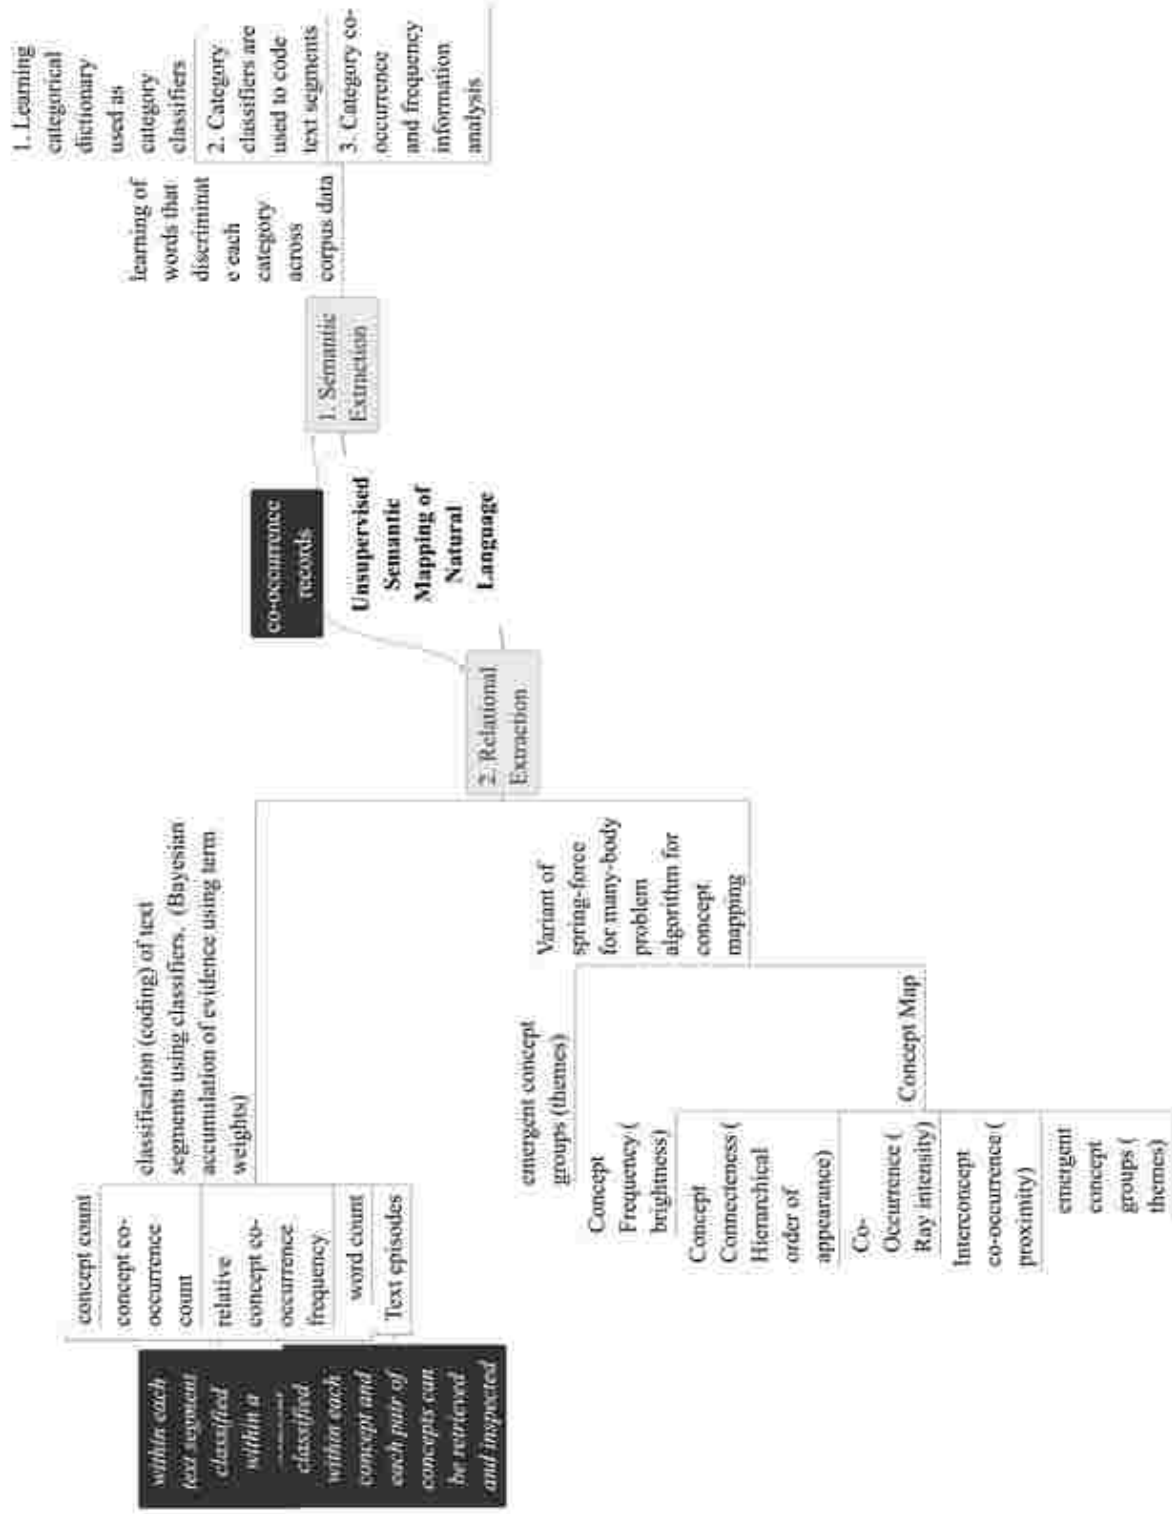 co-occurrence
records
Unsupervised
Semantic
Mapping of
Natural
Language
1. Semantic
Extraction
learning of
words that
discriminat
e each
category
across
corpus data
1. Learning
categorical
dictionary
used as
category
classifiers
2. Category
classifiers are
used to code
text segments
3. Category co-
occurrence
and frequency
information
analysis
2. Relational
Extraction
classification (coding) of text
segments using classifiers. (Bayesian
accumulation of evidence using term
weights)
concept count
concept co-
occurrence
count
relative
concept co-
occurrence
frequency
word count
Text episodes
within each
text segment
classified
within a
classified
within each
concept and
each pair of
concepts can
be retrieved
and inspected
Variant of
spring-force
for many-body
problem
algorithm for
concept
mapping
emergent concept
groups (themes)
Concept Map
Concept
Frequency (
brightness)
Concept
Connecteness (
Hierarchical
order of
appearance)
Co-
Occurrence (
Ray intensity)
Interconcept
co-occurrence (
proximity)
emergent
concept
groups (
themes)